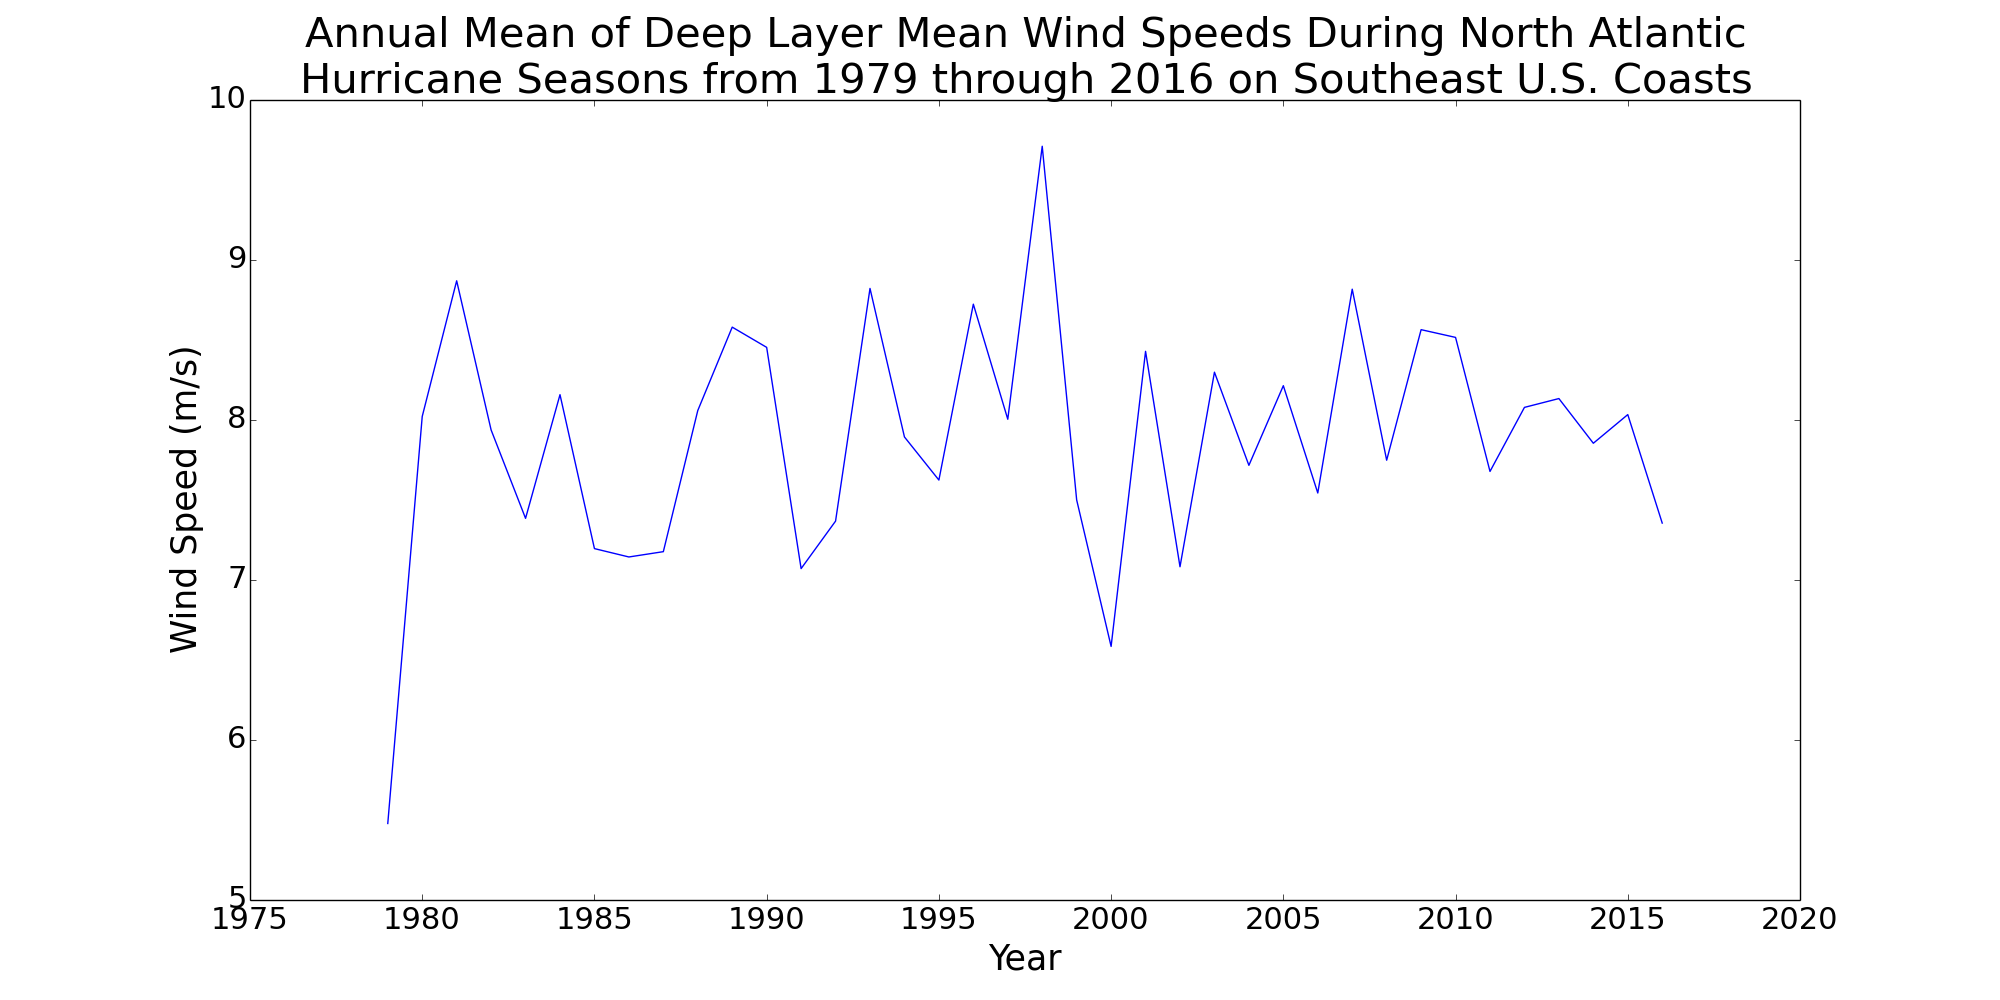 Annual Mean of Deep Layer Mean Wind Speeds During North Atlantic
Hurricane Seasons from 1979 through 2016 on Southeast U.S. Coasts
10
9
8
7
6
5
Wind Speed (m/s)
1975 1980 1985 1990 1995 2000 2005 2010 2015 2020
Year